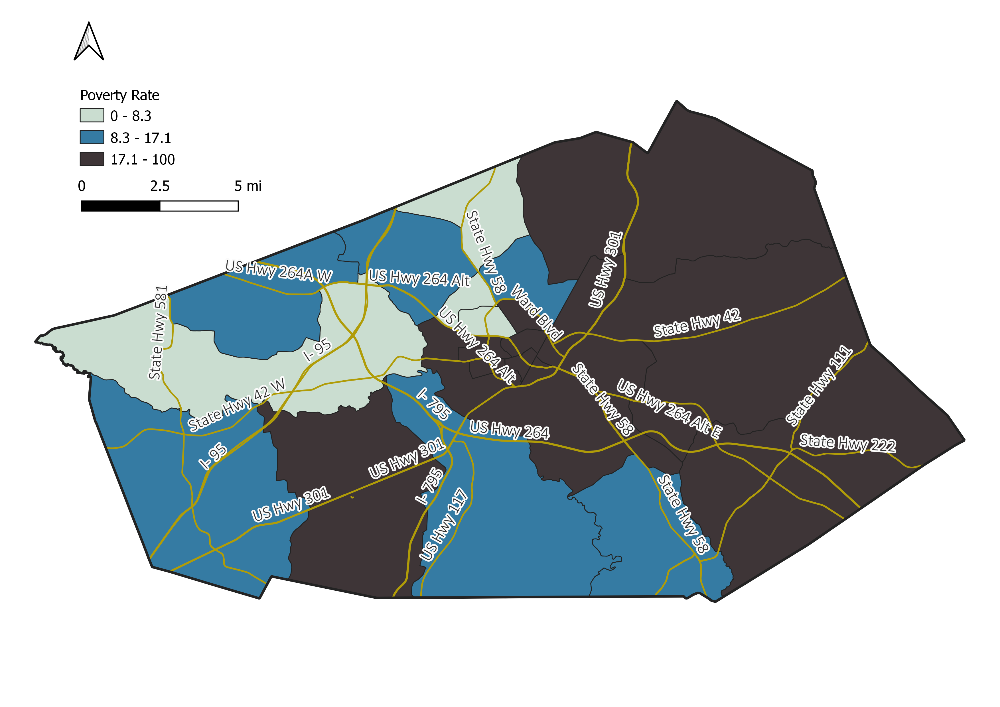 Poverty Rate
0 - 8.3
8.3 - 17.1
17.1 - 100
0 2.5 5 mi
State Hwy 58
US Hwy 301
US Hwy 264A W
US Hwy 264 Alt
State Hwy 581
Ward Blvd
US Hwy 264 Alt
State Hwy 42
I- 95
State Hwy 111
State Hwy 42 W
State Hwy 58
US Hwy 264 Alt E
I- 795
US Hwy 264
State Hwy 222
I- 95
US Hwy 301
I- 795
US Hwy 301
US Hwy 117
State Hwy 58